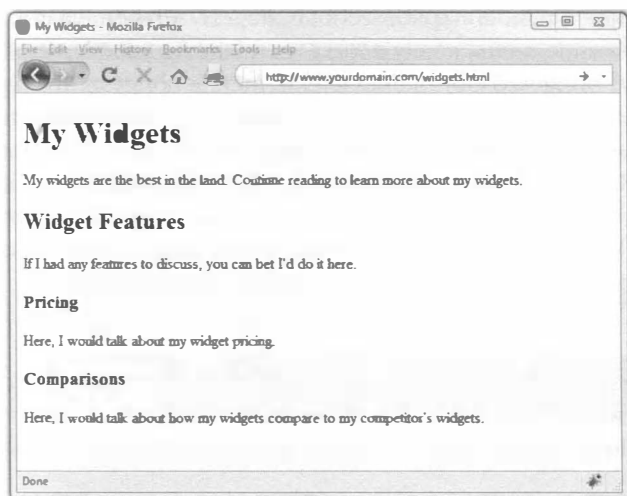 My Widgets - Mozilla Firefox
File Edit View History Bookmarks Tools Help
http://www.yourdomain.com/widgets.html
My Widgets
My widgets are the best in the land. Continue reading to learn more about my widgets.
Widget Features
If I had any features to discuss, you can bet I'd do it here.
Pricing
Here, I would talk about my widget pricing.
Comparisons
Here, I would talk about how my widgets compare to my competitor's widgets.
Done